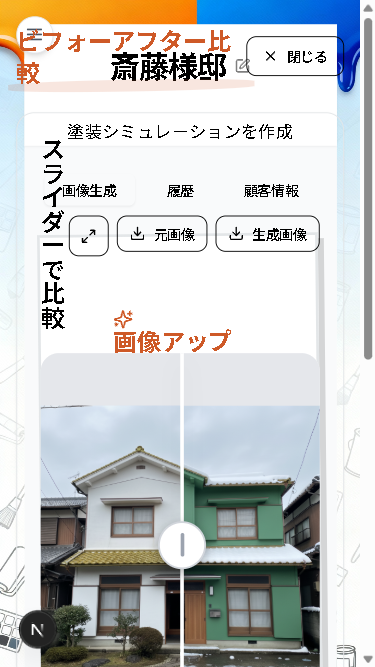 ビフォーアフター比
較
斎藤様邸
閉じる
塗装シミュレーションを作成
スライダーで比較
画像生成
履歴
顧客情報
元画像
生成画像
画像アップ
N